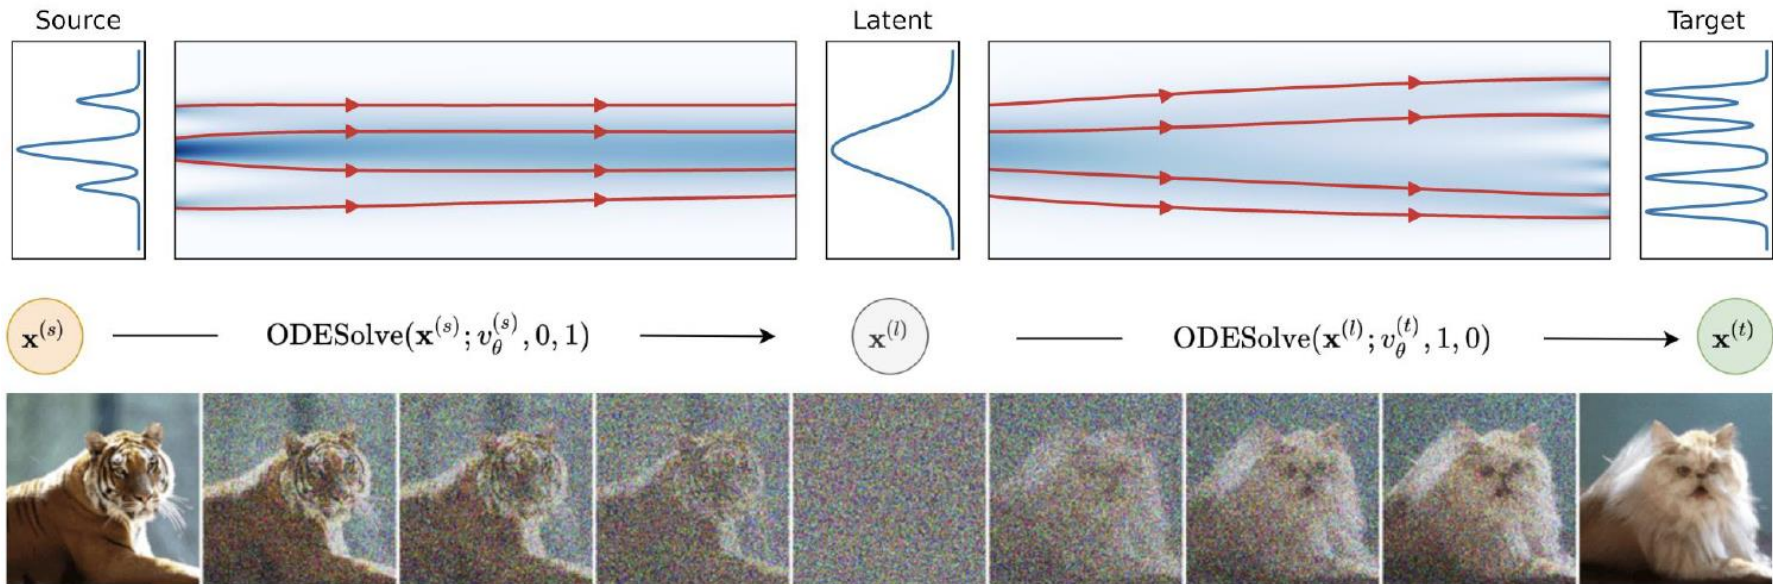 Source Latent Target
x^{(s)} ODESolve(x^{(s)}; v_θ^{(s)}, 0, 1) x^{(l)} ODESolve(x^{(l)}; v_θ^{(t)}, 1, 0) x^{(t)}